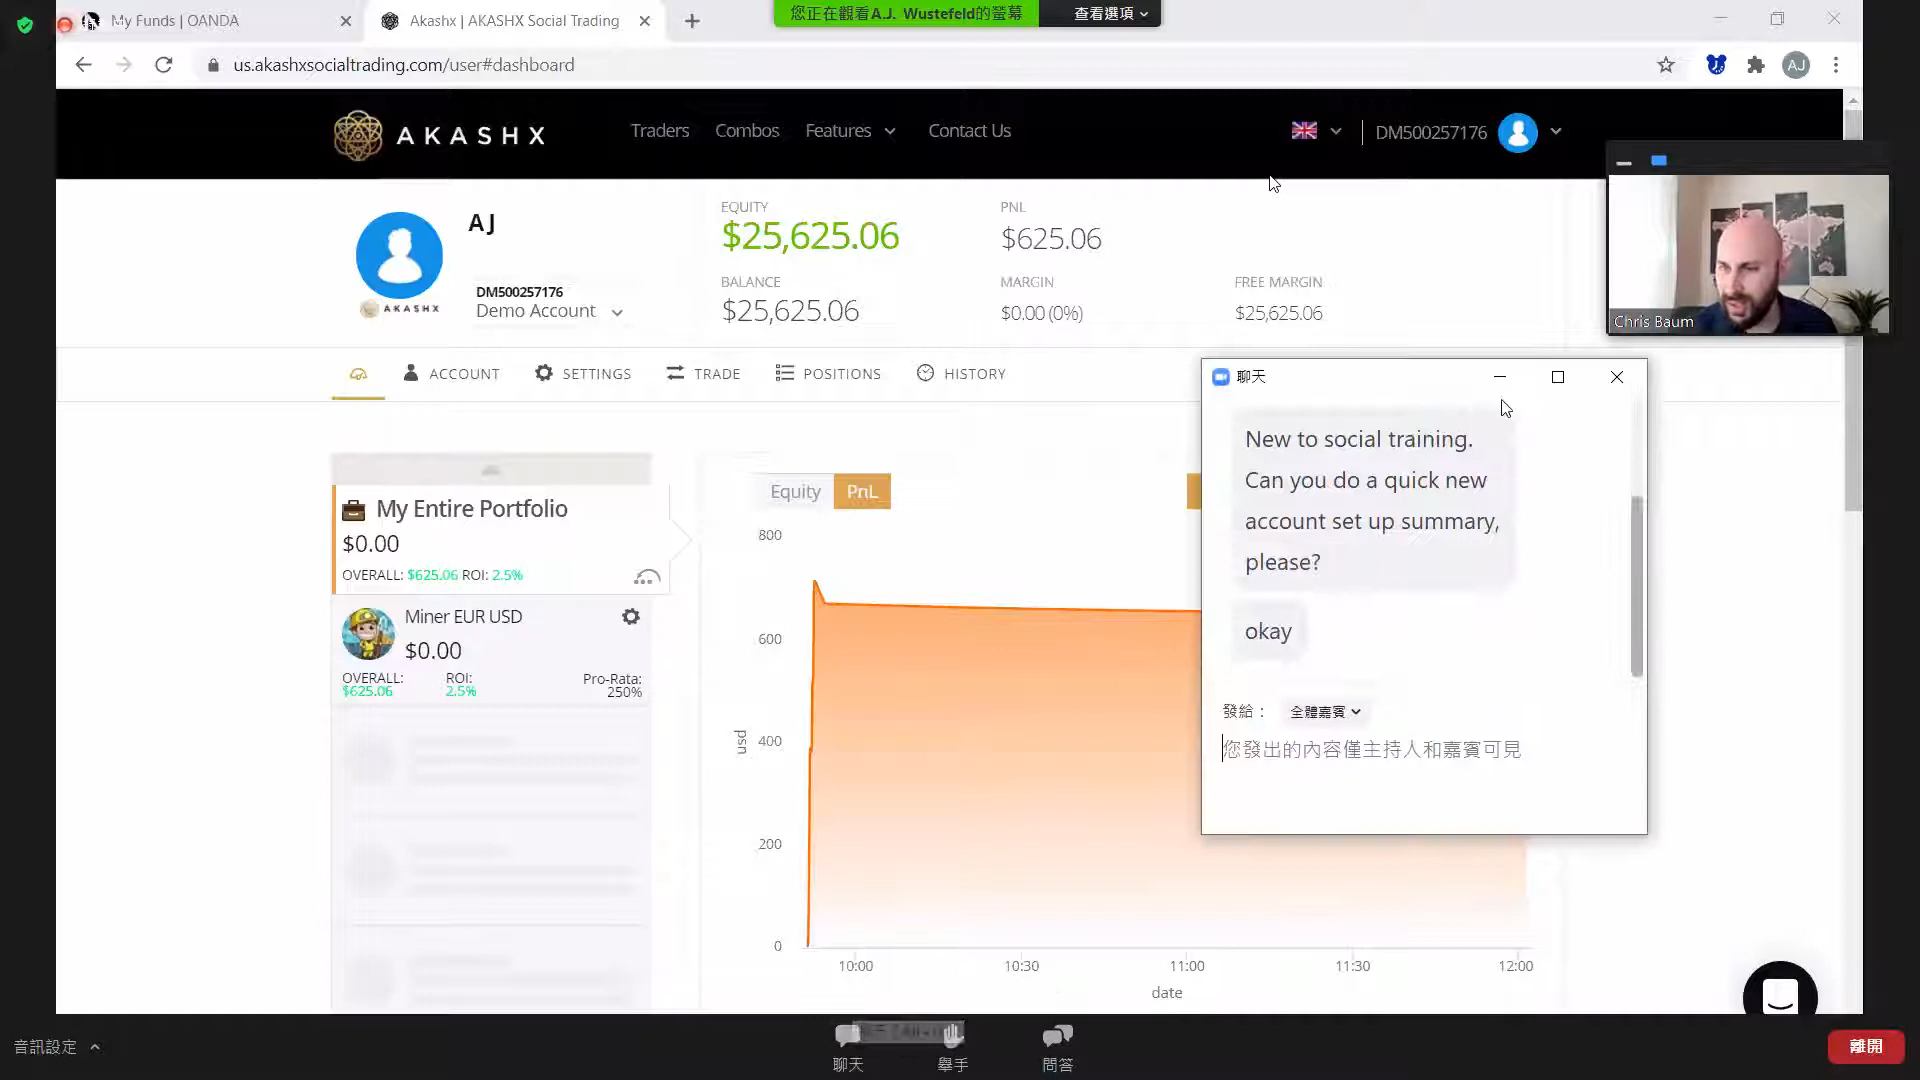 My Funds | OANDA
Akashx | AKASHX Social Trading
您正在觀看A.J. Wustefeld的螢幕
查看選項
us.akashxsocialtrading.com/user#dashboard
AJ
AKASHX
Traders
Combos
Features
Contact Us
DM500257176
AJ
AKASHX
DM500257176
Demo Account
EQUITY
$25,625.06
PNL
$625.06
BALANCE
$25,625.06
MARGIN
$0.00 (0%)
FREE MARGIN
$25,625.06
Chris Baum
ACCOUNT
SETTINGS
TRADE
POSITIONS
HISTORY
My Entire Portfolio
$0.00
OVERALL: $625.06 ROI: 2.5%
Miner EUR USD
$0.00
OVERALL:
$625.06
ROI:
2.5%
Pro-Rata:
250%
Equity
PnL
800
600
400
200
0
usd
10:00
10:30
11:00
11:30
12:00
date
聊天
New to social training.
Can you do a quick new
account set up summary,
please?
okay
發給：
全體嘉賓
您發出的內容僅主持人和嘉賓可見
音訊設定
聊天
舉手
問答
離開